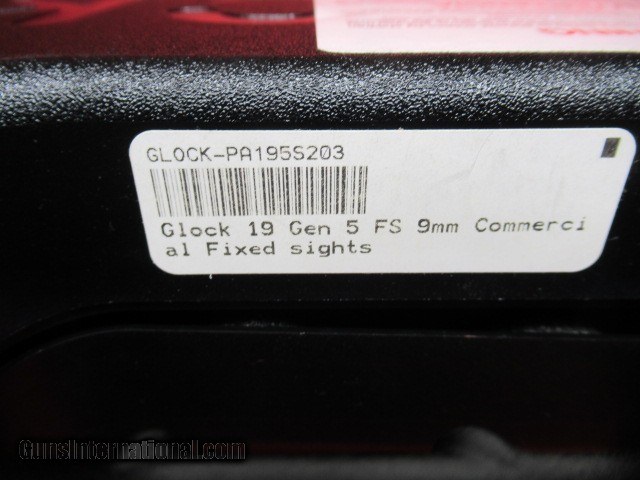 GLOCK-PA195S203
Glock 19 Gen 5 FS 9mm Commerci
al Fixed sights
GunsInternational.com